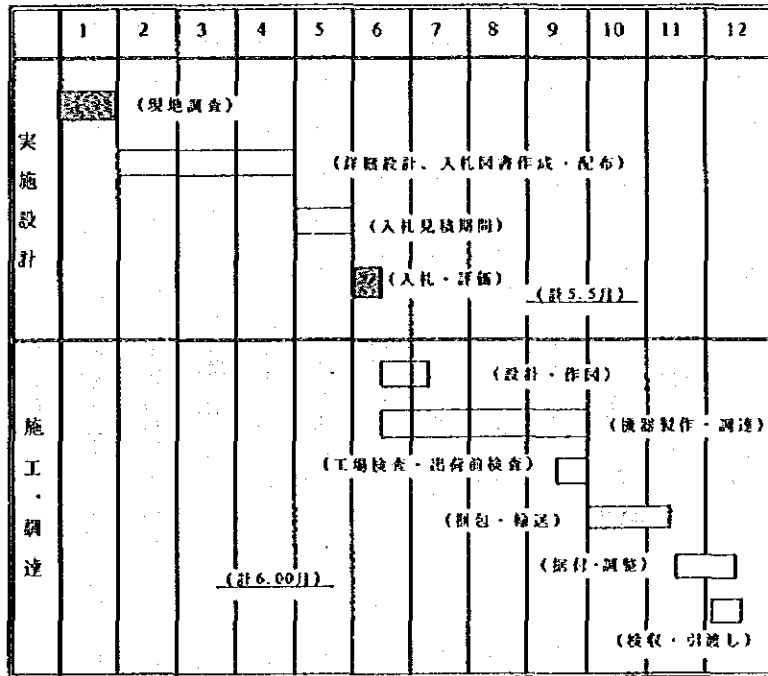 1 2 3 4 5 6 7 8 9 10 11 12
実施設計
(現地調査)
(詳細設計、入札図書作成・配布)
(入札見積期間)
(入札・評価)
(計5.5月)
施工・調達
(設計・作図)
(機器製作・調達)
(工場検査・出荷前検査)
(梱包・輸送)
(据付・調整)
(計6.00月)
(検収・引渡し)